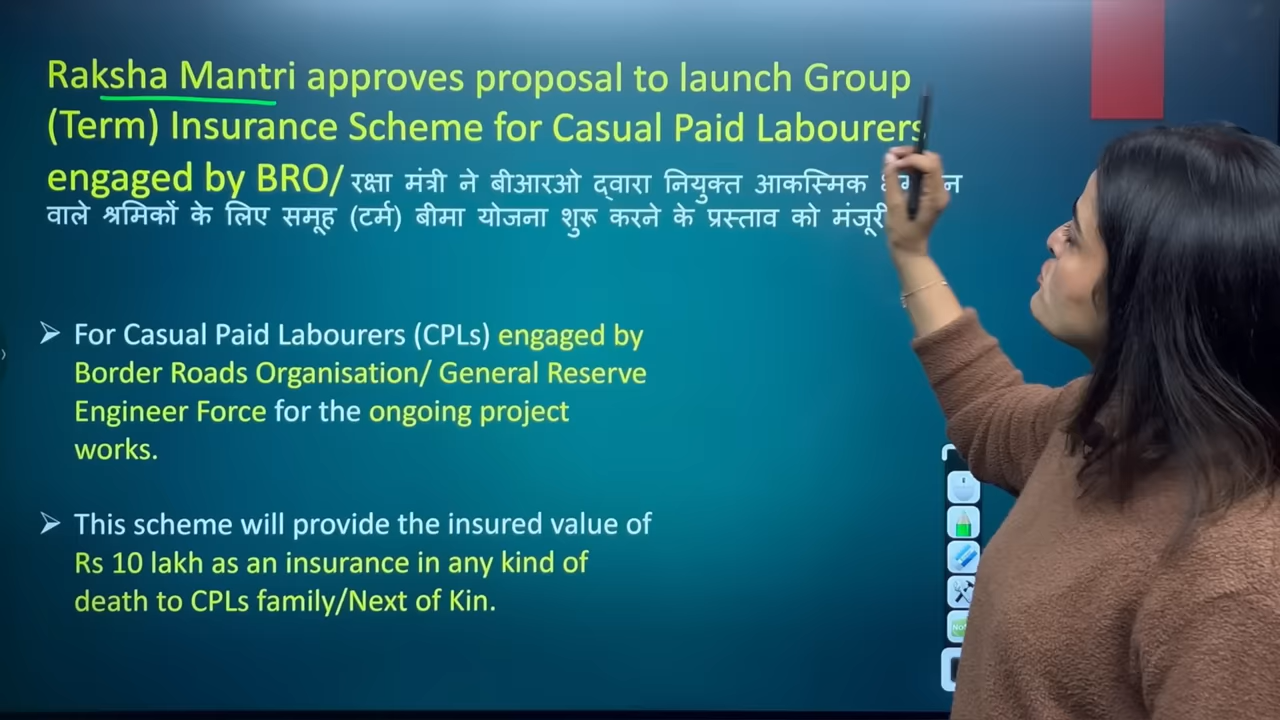 Raksha Mantri approves proposal to launch Group
(Term) Insurance Scheme for Casual Paid Labourers
engaged by BRO/ रक्षा मंत्री ने बीआरओ द्वारा नियुक्त आकस्मिक
वाले श्रमिकों के लिए समूह (टर्म) बीमा योजना शुरू करने के प्रस्ताव को मंजूरी
➢ For Casual Paid Labourers (CPLs) engaged by
Border Roads Organisation/ General Reserve
Engineer Force for the ongoing project
works.
➢ This scheme will provide the insured value of
Rs 10 lakh as an insurance in any kind of
death to CPLs family/Next of Kin.